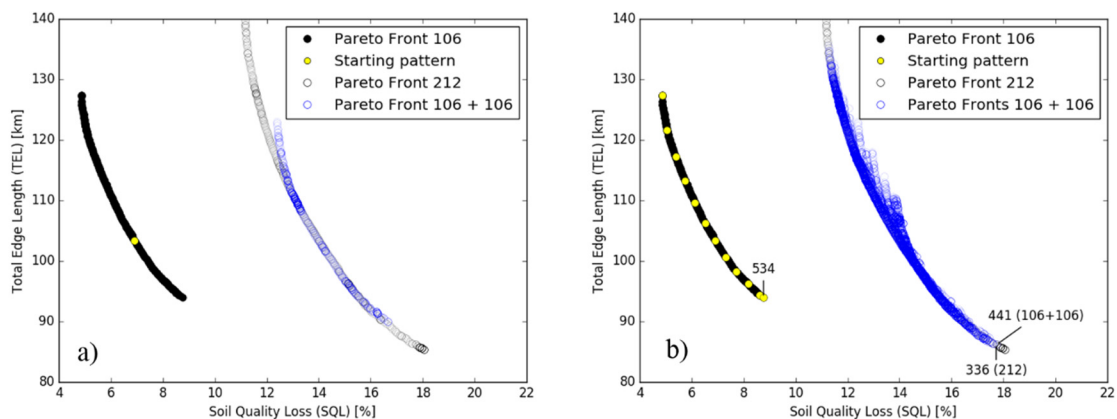 140
130
120
110
100
90
80
Total Edge Length (TEL) [km]
Pareto Front 106
Starting pattern
Pareto Front 212
Pareto Front 106 + 106
a)
4 6 8 10 12 14 16 18 20 22
Soil Quality Loss (SQL) [%]
140
130
120
110
100
90
80
Total Edge Length (TEL) [km]
Pareto Front 106
Starting pattern
Pareto Front 212
Pareto Fronts 106 + 106
534
441 (106+106)
336 (212)
b)
4 6 8 10 12 14 16 18 20 22
Soil Quality Loss (SQL) [%]